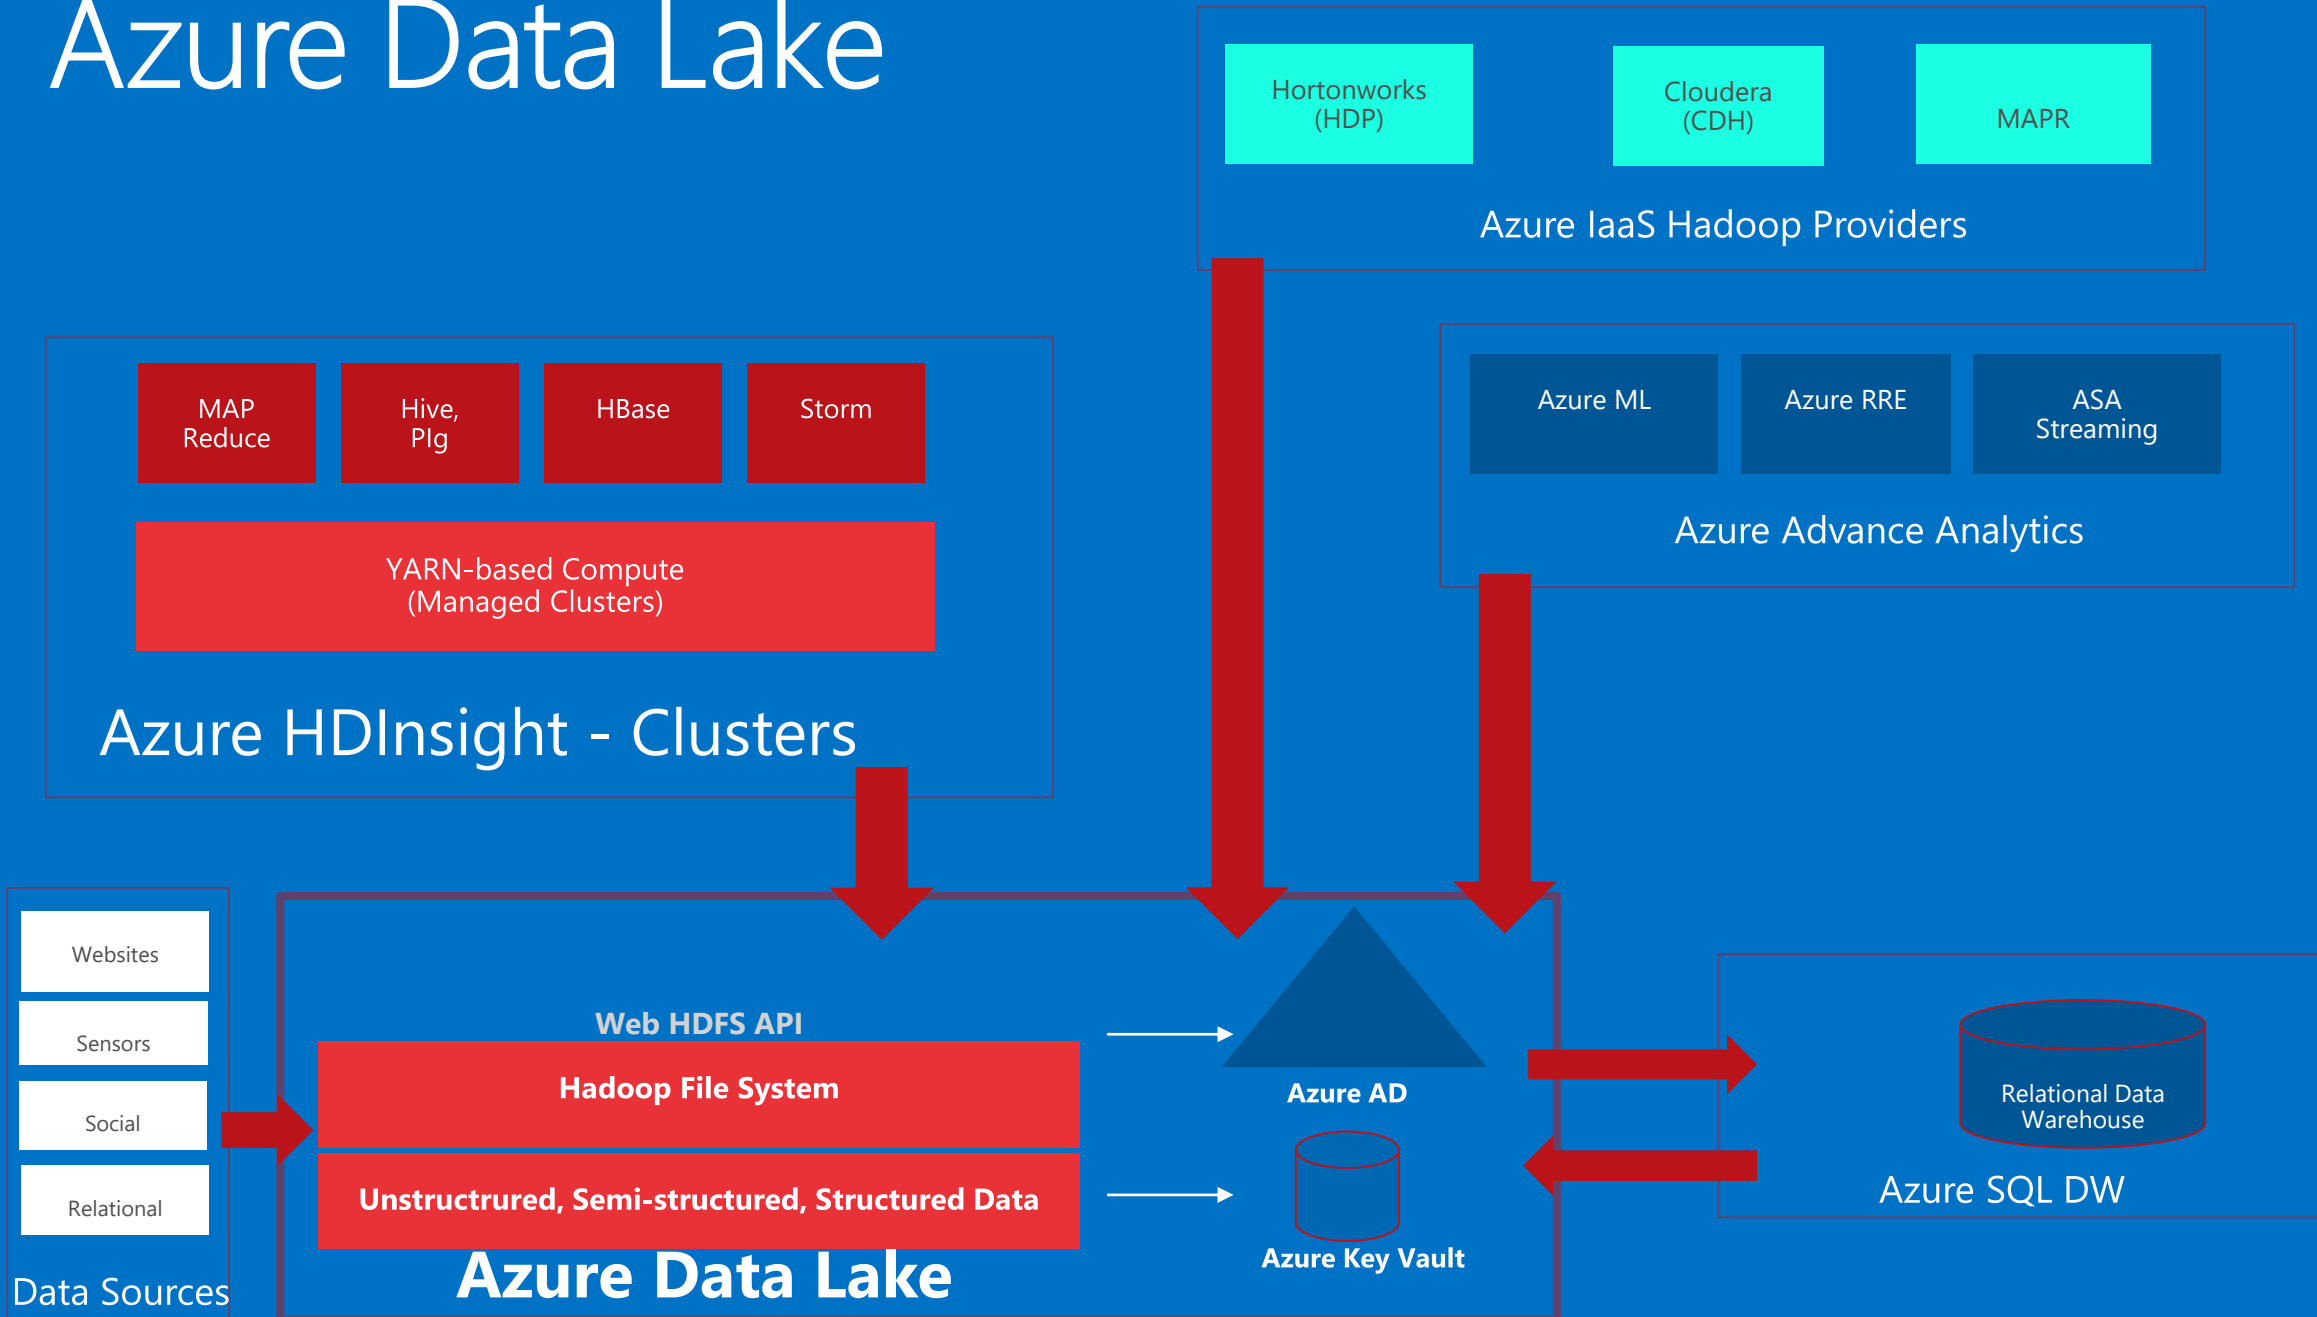 Azure Data Lake
Hortonworks
(HDP)
Cloudera
(CDH)
MAPR
Azure IaaS Hadoop Providers
MAP
Reduce
Hive,
PIg
HBase
Storm
YARN-based Compute
(Managed Clusters)
Azure HDInsight - Clusters
Azure ML
Azure RRE
ASA
Streaming
Azure Advance Analytics
Websites
Sensors
Social
Relational
Data Sources
Web HDFS API
Hadoop File System
Unstructrured, Semi-structured, Structured Data
Azure Data Lake
Azure AD
Azure Key Vault
Relational Data
Warehouse
Azure SQL DW